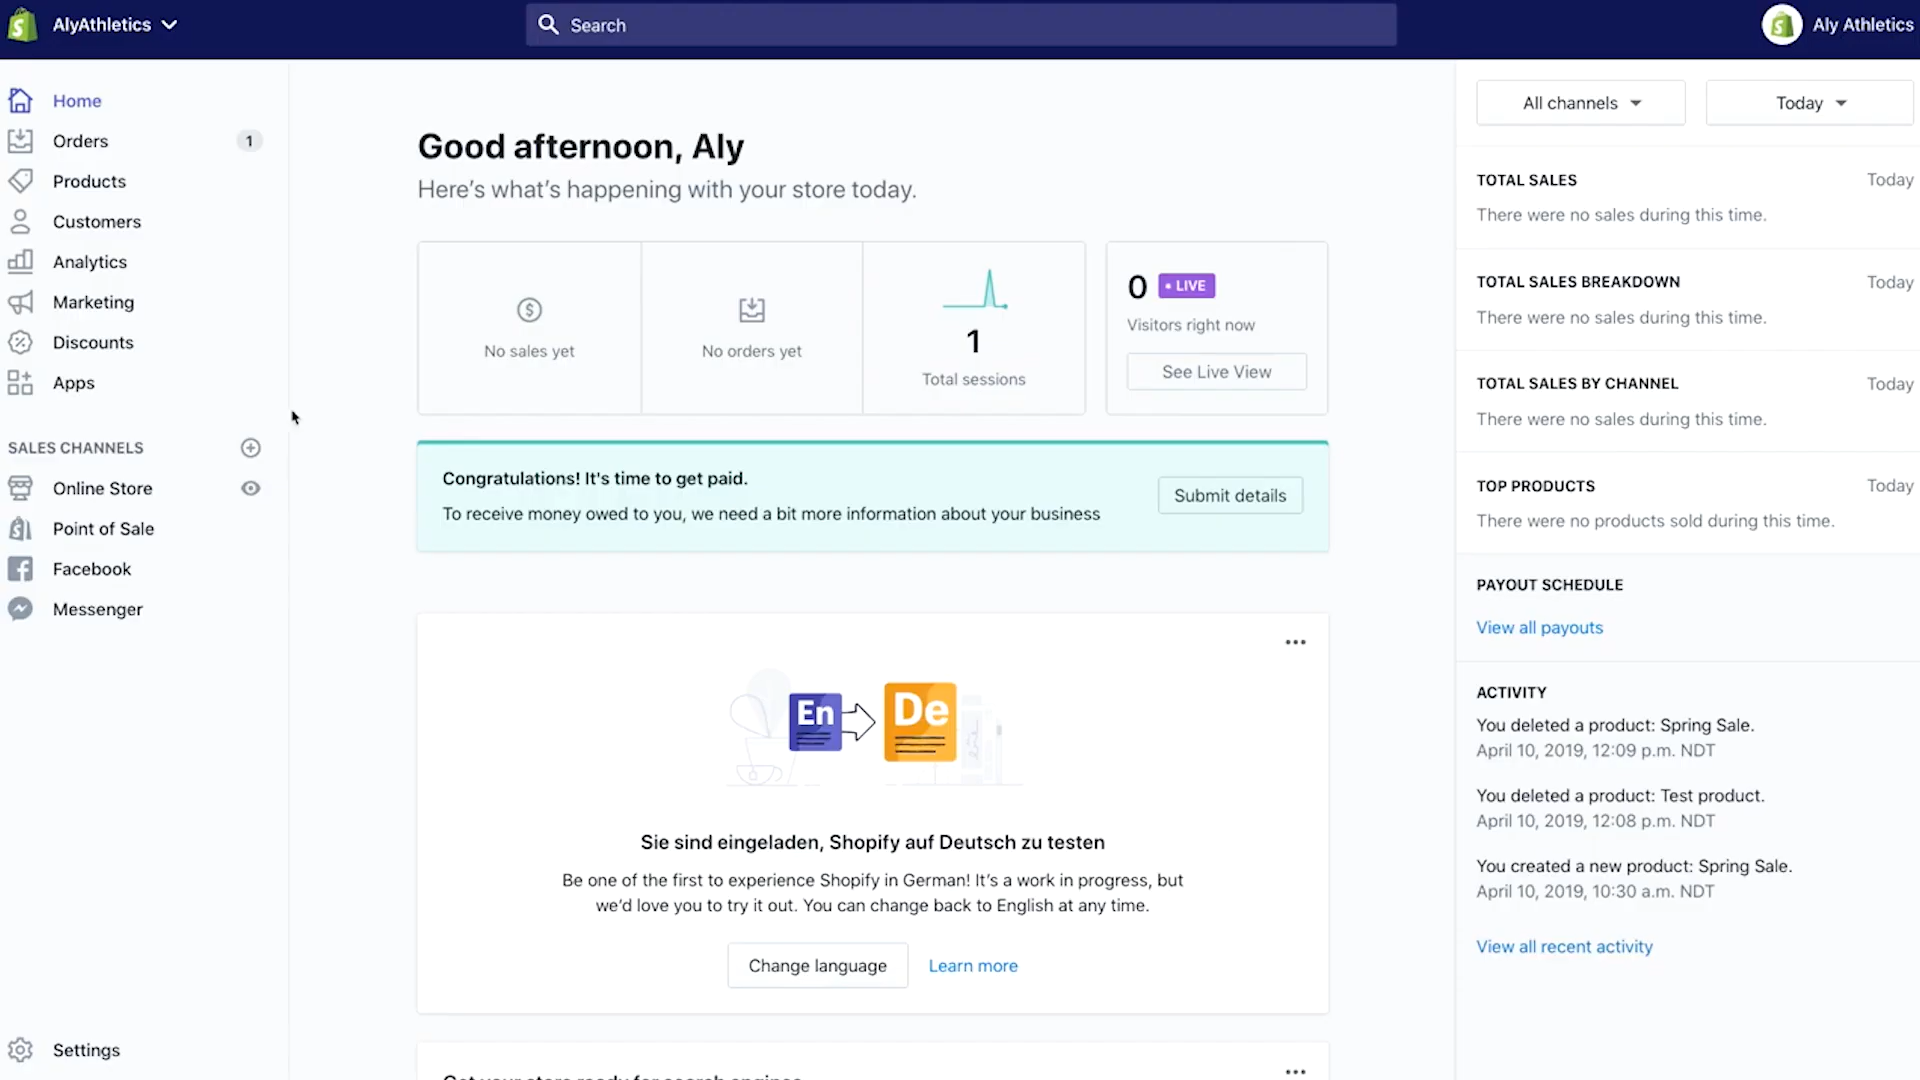 AlyAthletics
Search
Aly Athletics
Home
Orders 1
Products
Customers
Analytics
Marketing
Discounts
Apps
SALES CHANNELS
Online Store
Point of Sale
Facebook
Messenger
Settings
Good afternoon, Aly
Here's what's happening with your store today.
No sales yet
No orders yet
1
Total sessions
0 • LIVE
Visitors right now
See Live View
Congratulations! It's time to get paid.
To receive money owed to you, we need a bit more information about your business
Submit details
En De
Sie sind eingeladen, Shopify auf Deutsch zu testen
Be one of the first to experience Shopify in German! It's a work in progress, but
we'd love you to try it out. You can change back to English at any time.
Change language Learn more
Get your store ready for search engines
All channels
Today
TOTAL SALES Today
There were no sales during this time.
TOTAL SALES BREAKDOWN Today
There were no sales during this time.
TOTAL SALES BY CHANNEL Today
There were no sales during this time.
TOP PRODUCTS Today
There were no products sold during this time.
PAYOUT SCHEDULE
View all payouts
ACTIVITY
You deleted a product: Spring Sale.
April 10, 2019, 12:09 p.m. NDT
You deleted a product: Test product.
April 10, 2019, 12:08 p.m. NDT
You created a new product: Spring Sale.
April 10, 2019, 10:30 a.m. NDT
View all recent activity